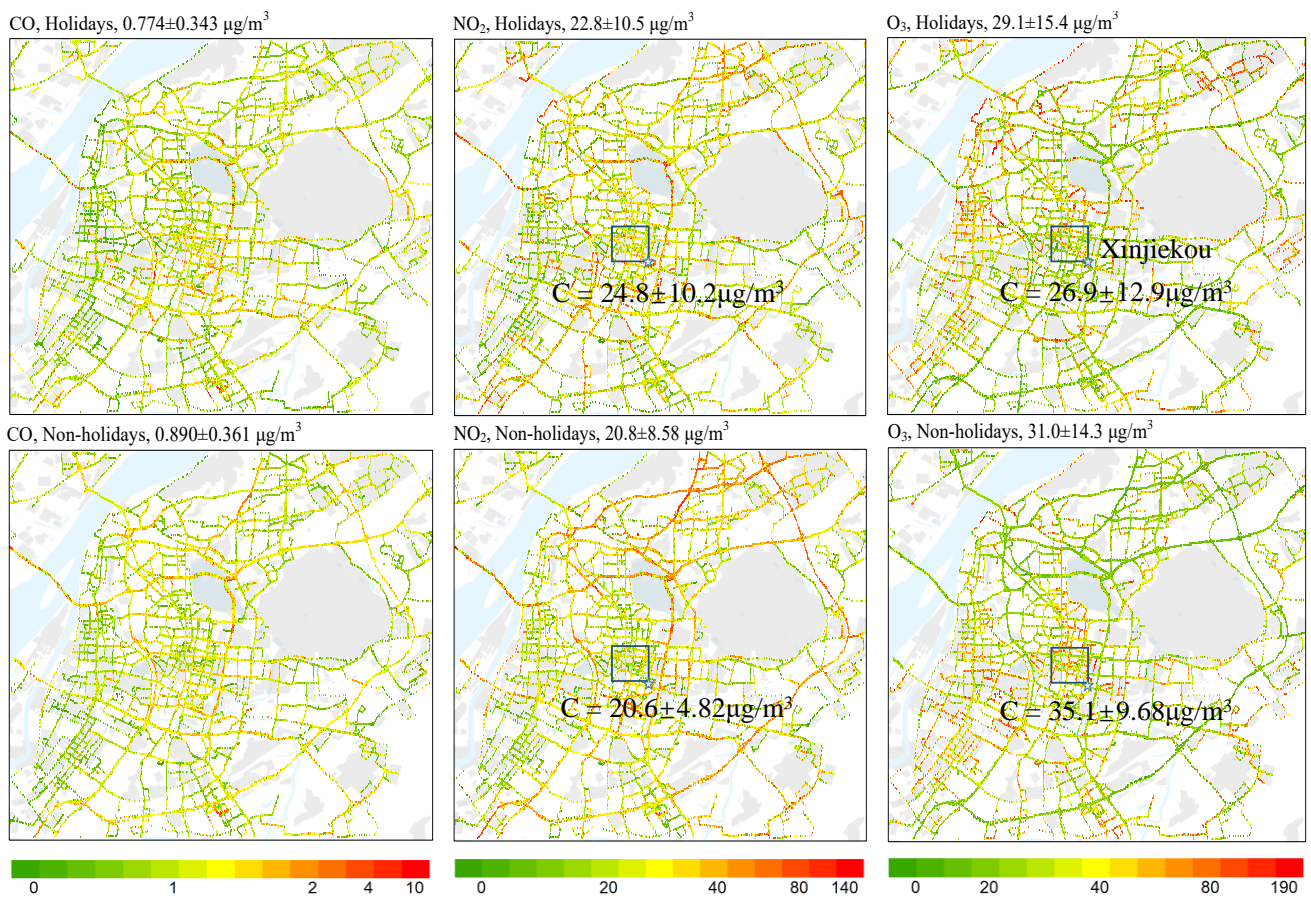 CO, Holidays, 0.774±0.343 μg/m³
NO₂, Holidays, 22.8±10.5 μg/m³
O₃, Holidays, 29.1±15.4 μg/m³
Xinjiekou
C = 24.8±10.2μg/m³
C = 26.9±12.9μg/m³
CO, Non-holidays, 0.890±0.361 μg/m³
NO₂, Non-holidays, 20.8±8.58 μg/m³
O₃, Non-holidays, 31.0±14.3 μg/m³
C = 20.6±4.82μg/m³
C = 35.1±9.68μg/m³
0 1 2 4 10
0 20 40 80 140
0 20 40 80 190